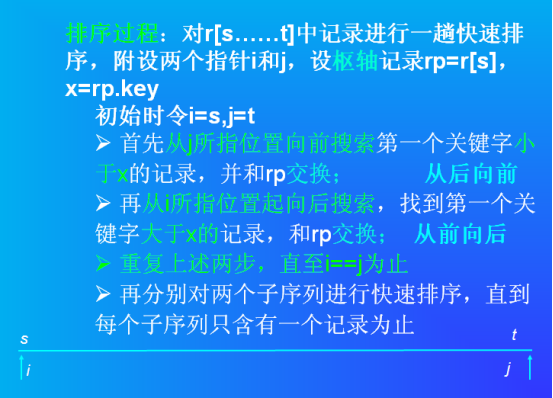 排序过程：对r[s……t]中记录进行一趟快速排
序，附设两个指针i和j，设枢轴记录rp=r[s]，
x=rp.key
初始时令i=s,j=t
➢ 首先从j所指位置向前搜索第一个关键字小
于x的记录，并和rp交换； 从后向前
➢ 再从i所指位置起向后搜索，找到第一个关
键字大于x的记录，和rp交换； 从前向后
➢ 重复上述两步，直至i==j为止
➢ 再分别对两个子序列进行快速排序，直到
每个子序列只含有一个记录为止
s t
i j